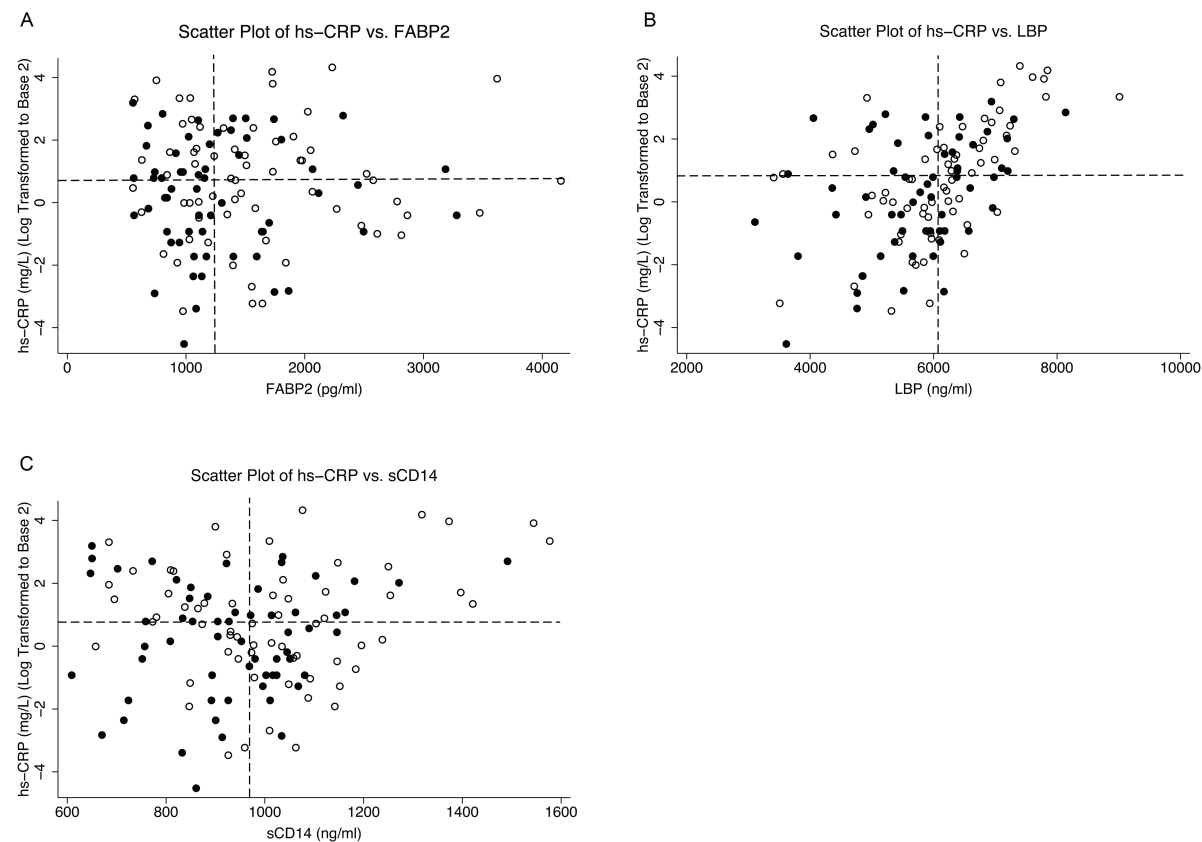 A
Scatter Plot of hs−CRP vs. FABP2
hs−CRP (mg/L) (Log Transformed to Base 2)
4
2
0
−2
−4
0
1000
2000
3000
4000
FABP2 (pg/ml)
B
Scatter Plot of hs−CRP vs. LBP
hs−CRP (mg/L) (Log Transformed to Base 2)
4
2
0
−2
−4
2000
4000
6000
8000
10000
LBP (ng/ml)
C
Scatter Plot of hs−CRP vs. sCD14
hs−CRP (mg/L) (Log Transformed to Base 2)
4
2
0
−2
−4
600
800
1000
1200
1400
1600
sCD14 (ng/ml)